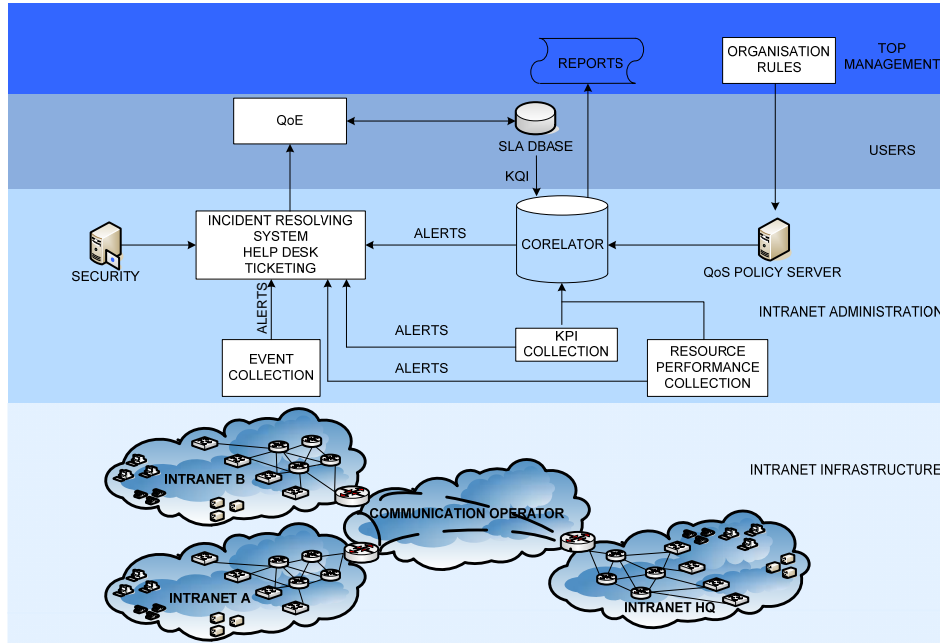 ORGANISATION
RULES
TOP
MANAGEMENT
REPORTS
QoE
SLA DBASE
USERS
KQI
INCIDENT RESOLVING
SYSTEM
HELP DESK
TICKETING
ALERTS
CORELATOR
SECURITY
QoS POLICY SERVER
ALERTS
INTRANET ADMINISTRATION
ALERTS
KPI
COLLECTION
EVENT
COLLECTION
ALERTS
RESOURCE
PERFORMANCE
COLLECTION
INTRANET INFRASTRUCTURE
INTRANET B
COMMUNICATION OPERATOR
INTRANET A
INTRANET HQ